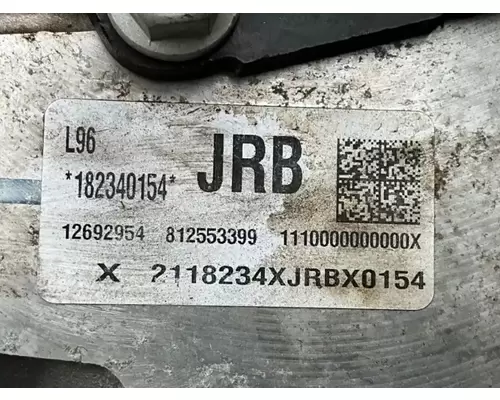 L96 JRB
*182340154*
12692954 812553399 1110000000000X
X 2118234XJRBX0154